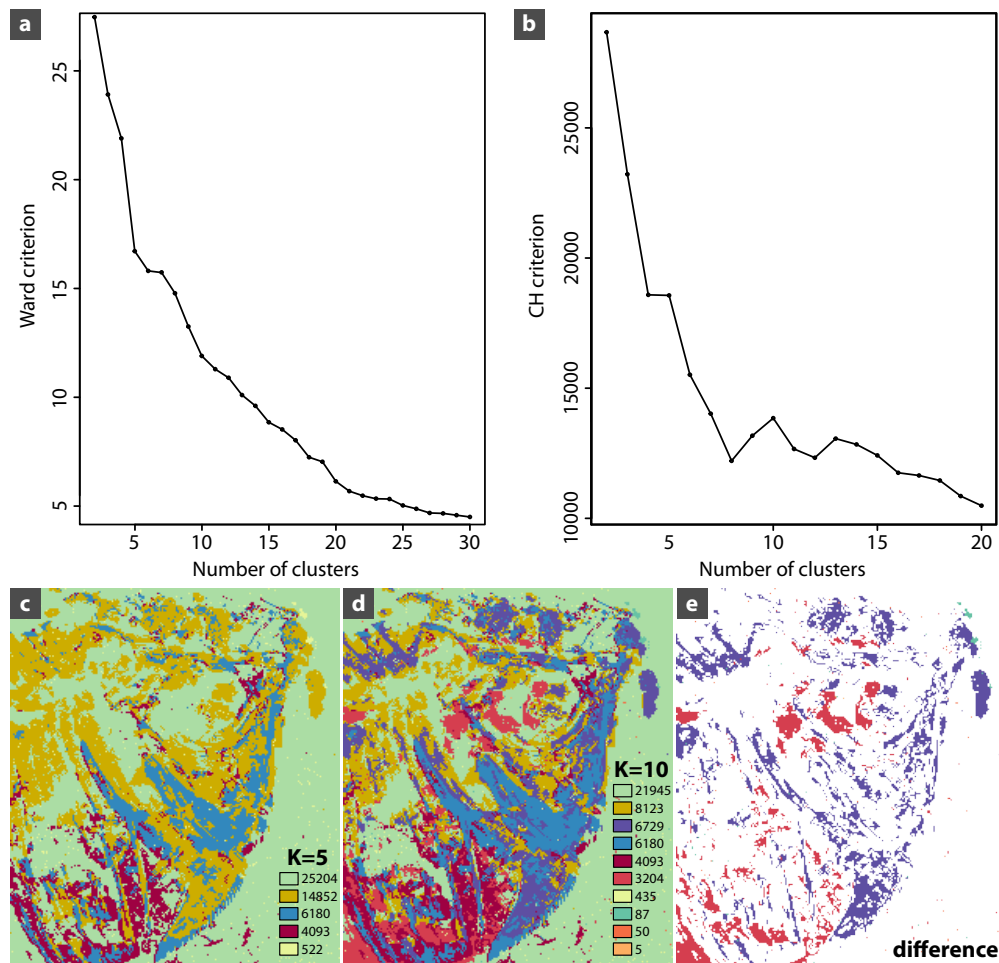 a
Ward criterion
25
20
15
10
5
5
10
15
20
25
30
Number of clusters
b
CH criterion
25000
20000
15000
10000
5
10
15
20
Number of clusters
c
K=5
25204
14852
6180
4093
522
d
K=10
21945
8123
6729
6180
4093
3204
435
87
50
5
e
difference